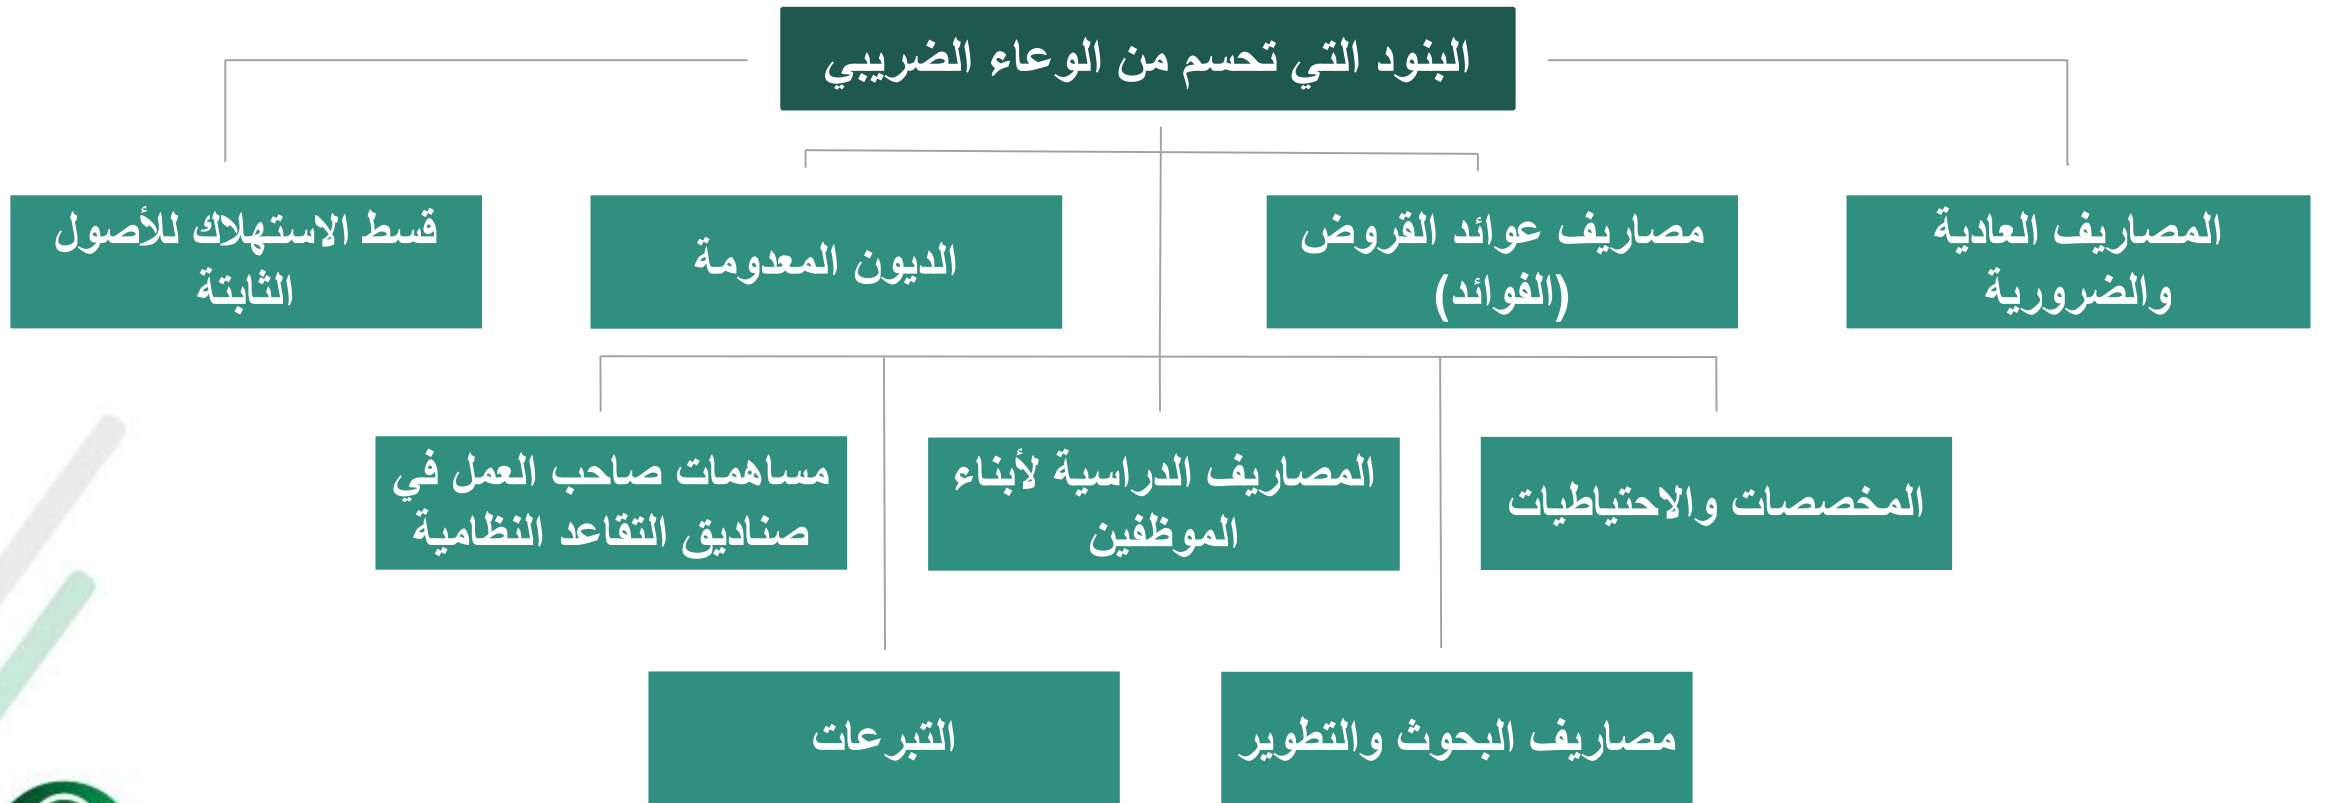 البنود التي تحسم من الوعاء الضريبي
المصاريف العادية
والضرورية
مصاريف عوائد القروض
(الفوائد)
الديون المعدومة
قسط الاستهلاك للأصول
الثابتة
المخصصات والاحتياطيات
المصاريف الدراسية لأبناء
الموظفين
مساهمات صاحب العمل في
صناديق التقاعد النظامية
مصاريف البحوث والتطوير
التبرعات